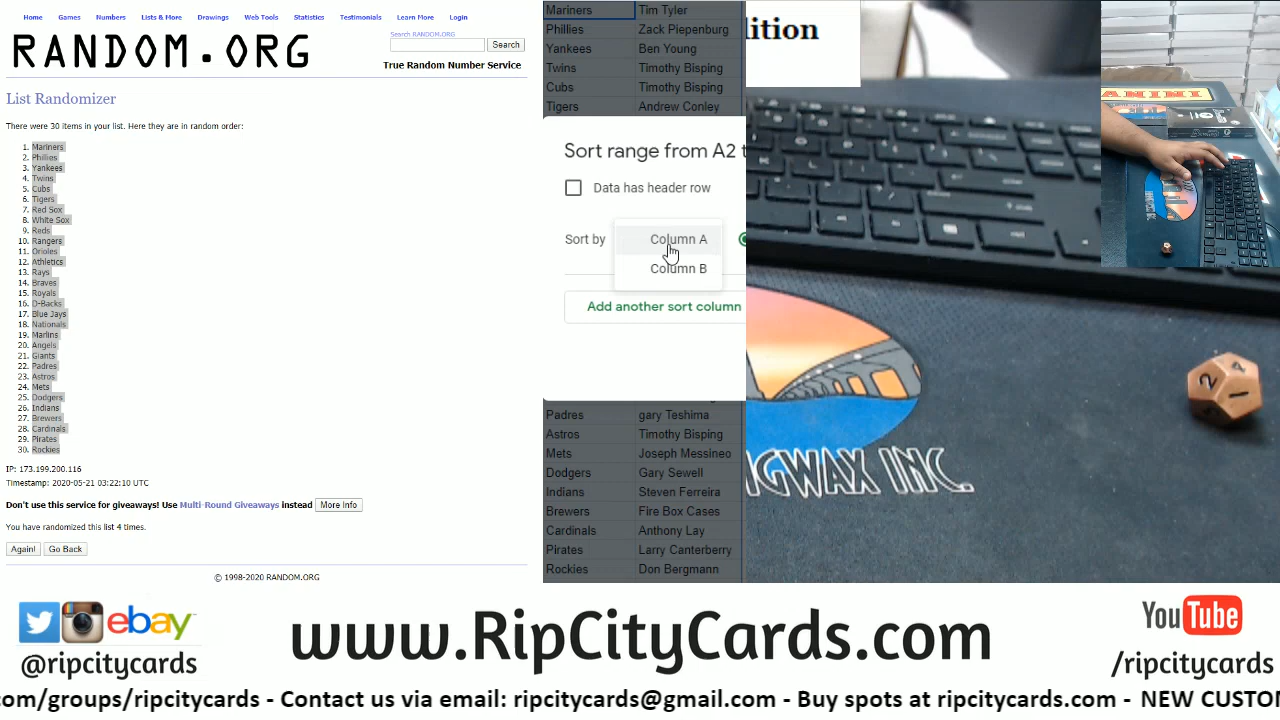 Home Games Numbers Lists & More Drawings Web Tools Statistics Testimonials Learn More Login
RANDOM.ORG
Search RANDOM.ORG
Search
True Random Number Service
List Randomizer
There were 30 items in your list. Here they are in random order:
1. Mariners
2. Phillies
3. Yankees
4. Twins
5. Cubs
6. Tigers
7. Red Sox
8. White Sox
9. Reds
10. Rangers
11. Orioles
12. Athletics
13. Rays
14. Braves
15. Royals
16. D-Backs
17. Blue Jays
18. Nationals
19. Marlins
20. Angels
21. Giants
22. Padres
23. Astros
24. Mets
25. Dodgers
26. Indians
27. Brewers
28. Cardinals
29. Pirates
30. Rockies
IP: 173.199.200.116
Timestamp: 2020-05-21 03:22:10 UTC
Don't use this service for giveaways! Use Multi-Round Giveaways instead More Info
You have randomized this list 4 times.
Again! Go Back
© 1998-2020 RANDOM.ORG
Mariners Tim Tyler
Phillies Zack Piepenburg
Yankees Ben Young
Twins Timothy Bisping
Cubs Timothy Bisping
Tigers Andrew Conley
Sort range from A2 t
Data has header row
Sort by Column A
Column B
Add another sort column
Padres gary Teshima
Astros Timothy Bisping
Mets Joseph Messineo
Dodgers Gary Sewell
Indians Steven Ferreira
Brewers Fire Box Cases
Cardinals Anthony Lay
Pirates Larry Canterberry
Rockies Don Bergmann
lition
PANINI
2 4
1
GWAX INC.
ebay
@ripcitycards
www.RipCityCards.com
YouTube
/ripcitycards
com/groups/ripcitycards - Contact us via email: ripcitycards@gmail.com - Buy spots at ripcitycards.com - NEW CUSTO